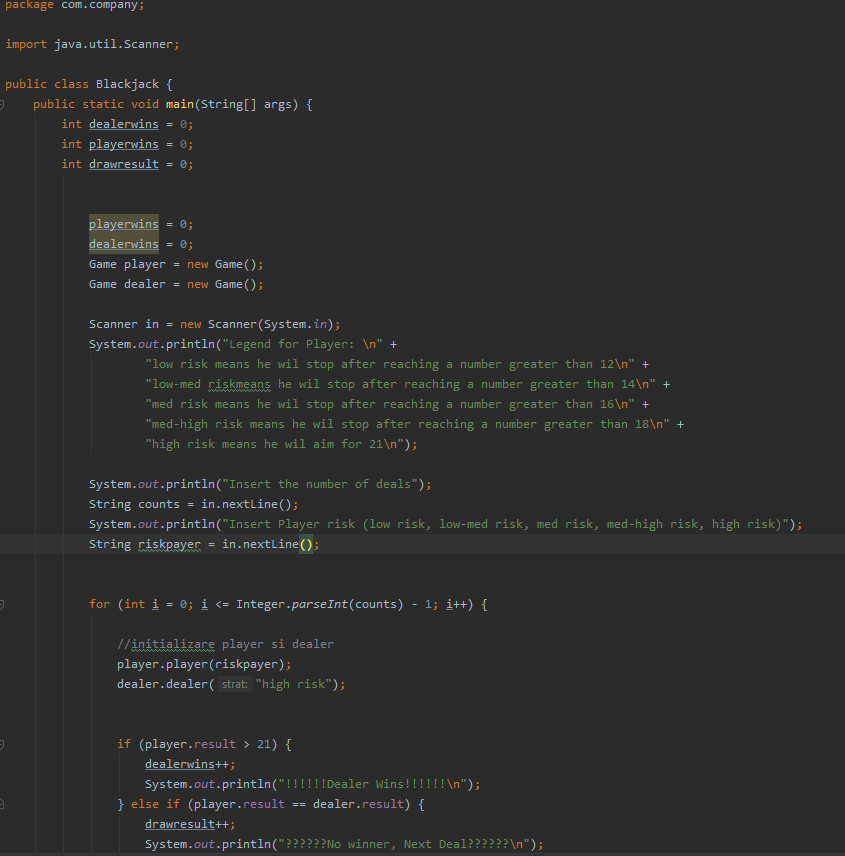 package com.company;
import java.util.Scanner;
public class Blackjack {
public static void main(String[] args) {
int dealerwins = 0;
int playerwins = 0;
int drawresult = 0;
playerwins = 0;
dealerwins = 0;
Game player = new Game();
Game dealer = new Game();
Scanner in = new Scanner(System.in);
System.out.println("Legend for Player: \n" +
"low risk means he wil stop after reaching a number greater than 12\n" +
"low-med riskmeans he wil stop after reaching a number greater than 14\n" +
"med risk means he wil stop after reaching a number greater than 16\n" +
"med-high risk means he wil stop after reaching a number greater than 18\n" +
"high risk means he wil aim for 21\n");
System.out.println("Insert the number of deals");
String counts = in.nextLine();
System.out.println("Insert Player risk (low risk, low-med risk, med risk, med-high risk, high risk)");
String riskpayer = in.nextLine();
for (int i = 0; i <= Integer.parseInt(counts) - 1; i++) {
//initializare player si dealer
player.player(riskpayer);
dealer.dealer( strat: "high risk");
if (player.result > 21) {
dealerwins++;
System.out.println("!!!!!!Dealer Wins!!!!!!\n");
} else if (player.result == dealer.result) {
drawresult++;
System.out.println("??????No winner, Next Deal??????\n");